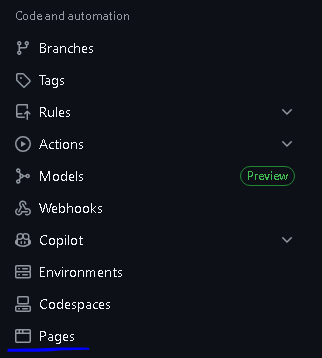 Code and automation
Branches
Tags
Rules
Actions
Models Preview
Webhooks
Copilot
Environments
Codespaces
Pages